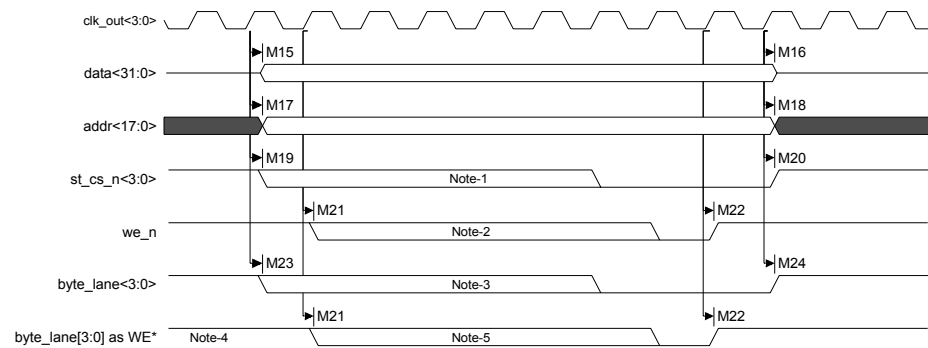 clk_out<3:0>
M15 M16
data<31:0>
M17 M18
addr<17:0>
M19 M20
st_cs_n<3:0> Note-1
M21 M22
we_n Note-2
M23 M24
byte_lane<3:0> Note-3
M21 M22
byte_lane[3:0] as WE* Note-4 Note-5